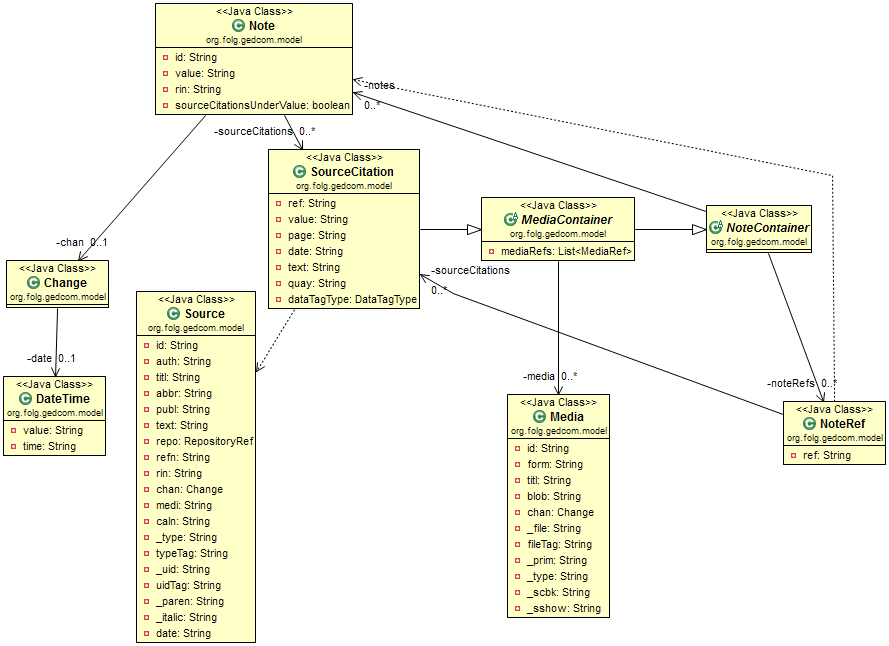 <<Java Class>>
Note
org.folg.gedcom.model
id: String
value: String
rin: String
sourceCitationsUnderValue: boolean
-notes
0..*
-sourceCitations 0..*
<<Java Class>>
SourceCitation
org.folg.gedcom.model
ref: String
value: String
page: String
date: String
text: String
quay: String
dataTagType: DataTagType
<<Java Class>>
MediaContainer
org.folg.gedcom.model
mediaRefs: List<MediaRef>
<<Java Class>>
NoteContainer
org.folg.gedcom.model
-chan 0..1
<<Java Class>>
Change
org.folg.gedcom.model
-sourceCitations
0..*
<<Java Class>>
Source
org.folg.gedcom.model
id: String
auth: String
titl: String
abbr: String
publ: String
text: String
repo: RepositoryRef
refn: String
rin: String
chan: Change
medi: String
caln: String
_type: String
typeTag: String
_uid: String
uidTag: String
_paren: String
_italic: String
date: String
-date 0..1
<<Java Class>>
DateTime
org.folg.gedcom.model
value: String
time: String
-media 0..*
<<Java Class>>
Media
org.folg.gedcom.model
id: String
form: String
titl: String
blob: String
chan: Change
_file: String
fileTag: String
_prim: String
_type: String
_scbk: String
_sshow: String
-noteRefs 0..*
<<Java Class>>
NoteRef
org.folg.gedcom.model
ref: String